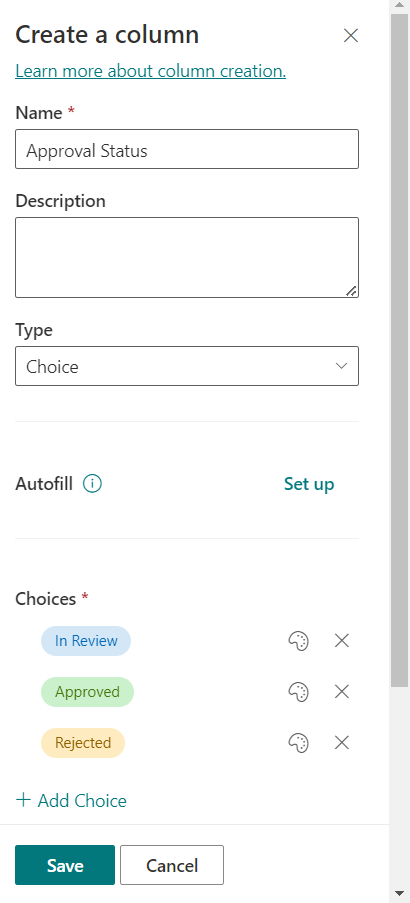 Create a column
Learn more about column creation.
Name *
Approval Status
Description
Type
Choice
Autofill Set up
Choices *
In Review
Approved
Rejected
+ Add Choice
Save Cancel